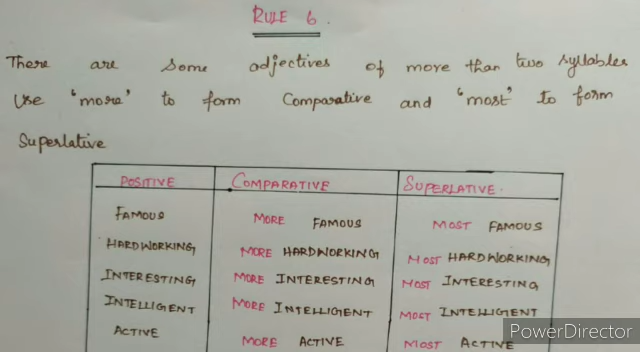 RULE 6.
There are some adjectives of more than two syllables
Use 'more' to form Comparative and 'most' to form
Superlative
POSITIVE COMPARATIVE SUPERLATIVE.
FAMOUS MORE FAMOUS MOST FAMOUS
HARDWORKING MORE HARDWORKING MOST HARDWORKING
INTERESTING MORE INTERESTING MOST INTERESTING
INTELLIGENT MORE INTELLIGENT MOST INTELLIGENT
ACTIVE MORE ACTIVE MOST ACTIVE
PowerDirector